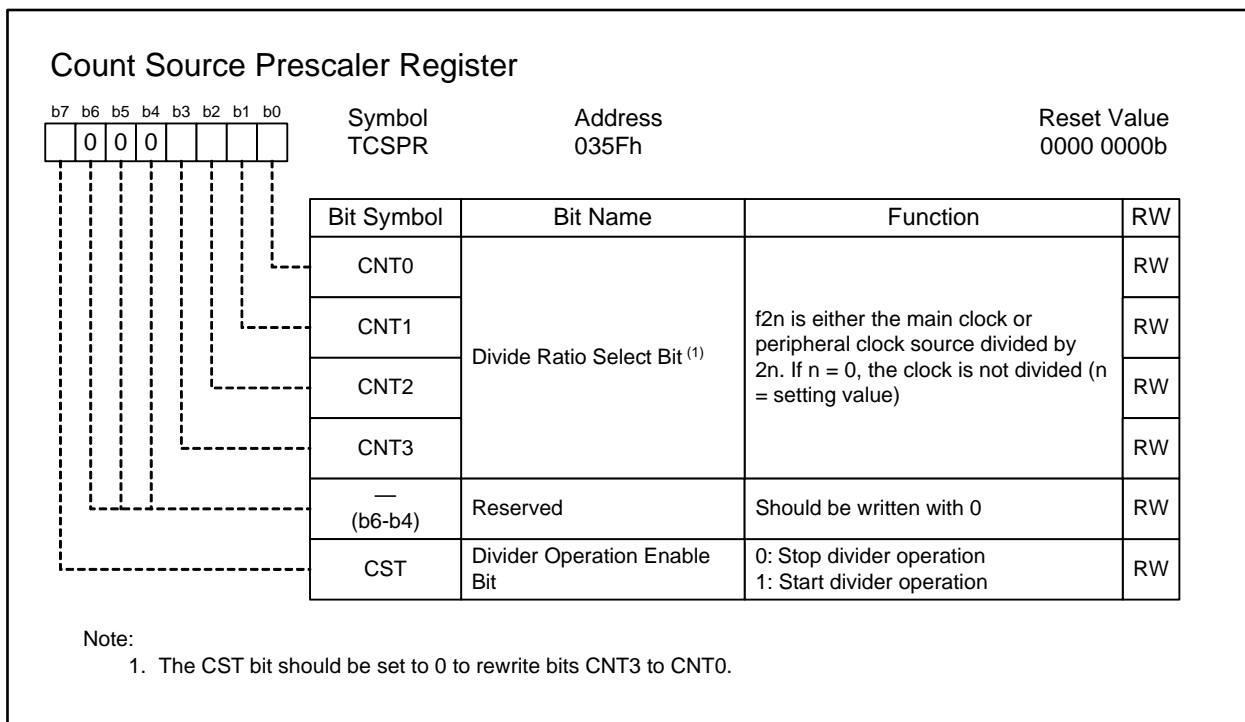 Count Source Prescaler Register
b7 b6 b5 b4 b3 b2 b1 b0
0 0 0
Symbol Address Reset Value
TCSPR 035Fh 0000 0000b
Bit Symbol Bit Name Function RW
CNT0 RW
CNT1 RW
CNT2 RW
CNT3 RW
Divide Ratio Select Bit (1)
f2n is either the main clock or
peripheral clock source divided by
2n. If n = 0, the clock is not divided (n
= setting value)
—
(b6-b4) Reserved Should be written with 0 RW
CST Divider Operation Enable
Bit 0: Stop divider operation
1: Start divider operation RW
Note:
1. The CST bit should be set to 0 to rewrite bits CNT3 to CNT0.